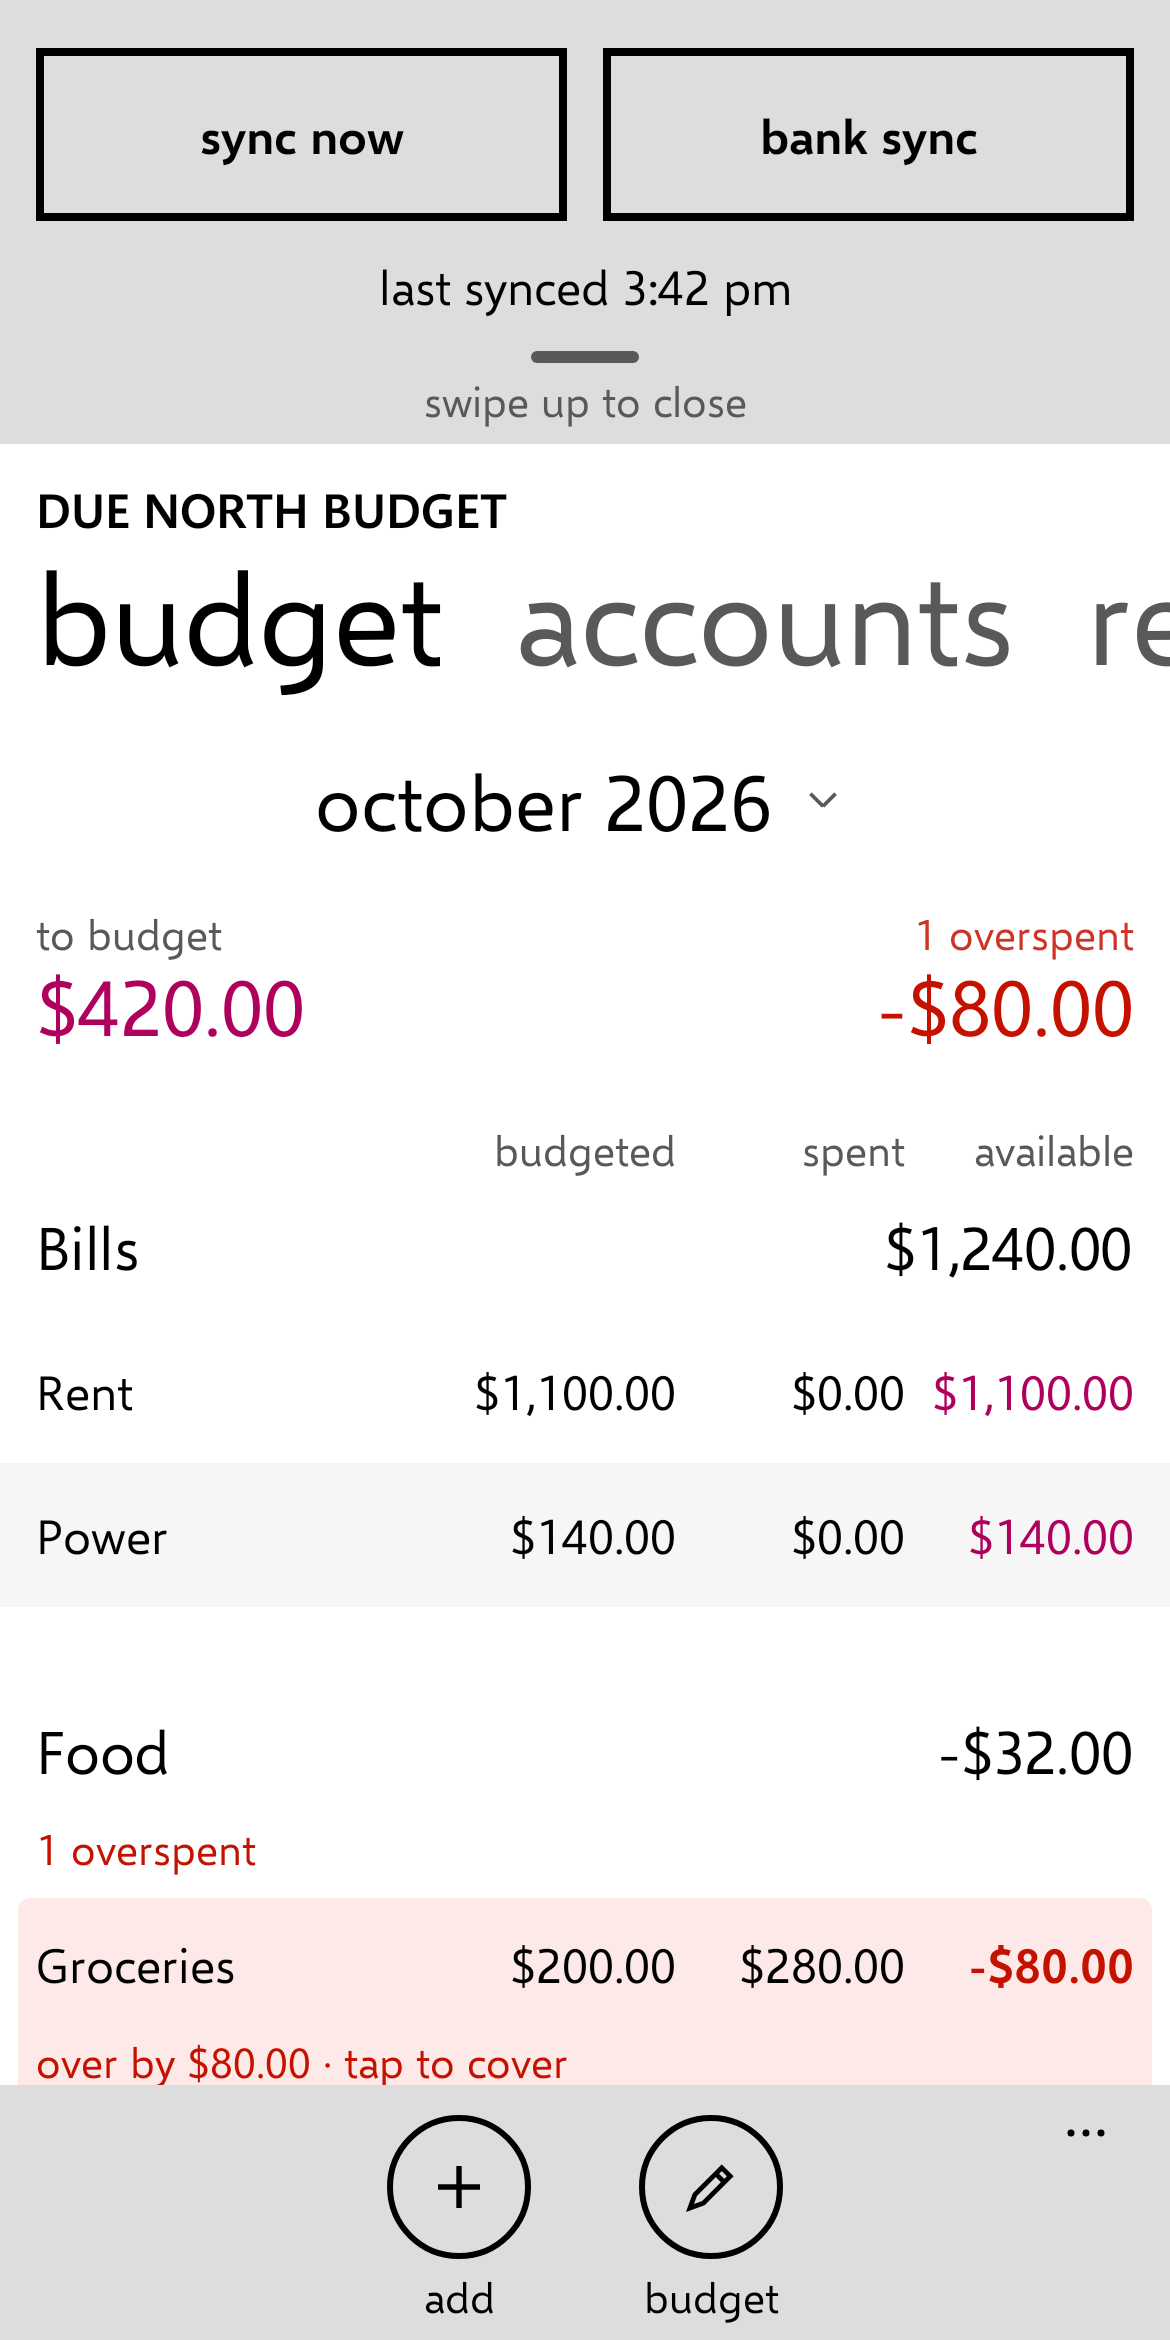 sync now bank sync
last synced 3:42 pm
swipe up to close
DUE NORTH BUDGET
budget accounts re
october 2026
to budget 1 overspent
$420.00 -$80.00
budgeted spent available
Bills $1,240.00
Rent $1,100.00 $0.00 $1,100.00
Power $140.00 $0.00 $140.00
Food -$32.00
1 overspent
Groceries $200.00 $280.00 -$80.00
over by $80.00 · tap to cover
add budget